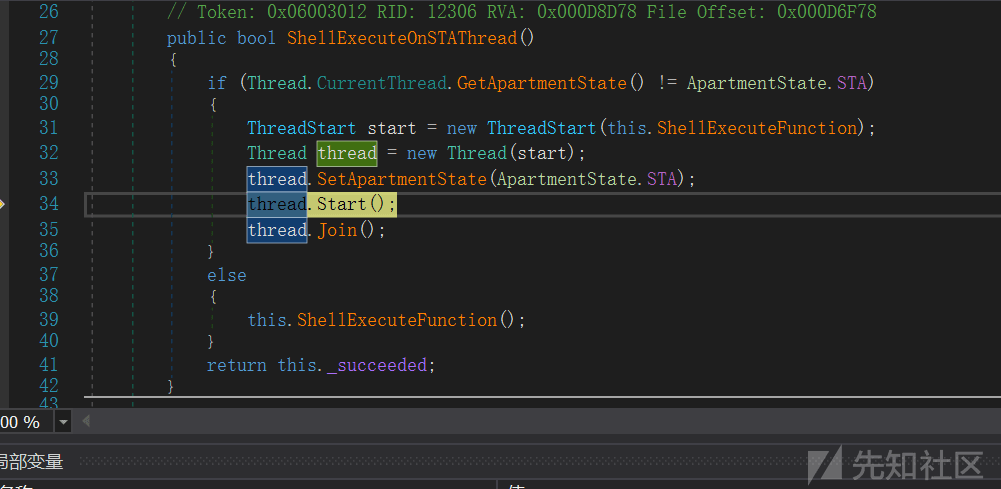 26 // Token: 0x06003012 RID: 12306 RVA: 0x000D8D78 File Offset: 0x000D6F78
27 public bool ShellExecuteOnSTAThread()
28 {
29 if (Thread.CurrentThread.GetApartmentState() != ApartmentState.STA)
30 {
31 ThreadStart start = new ThreadStart(this.ShellExecuteFunction);
32 Thread thread = new Thread(start);
33 thread.SetApartmentState(ApartmentState.STA);
34 thread.Start();
35 thread.Join();
36 }
37 else
38 {
39 this.ShellExecuteFunction();
40 }
41 return this._succeeded;
42 }
43
00 %
局部变量
先知社区
名称 值